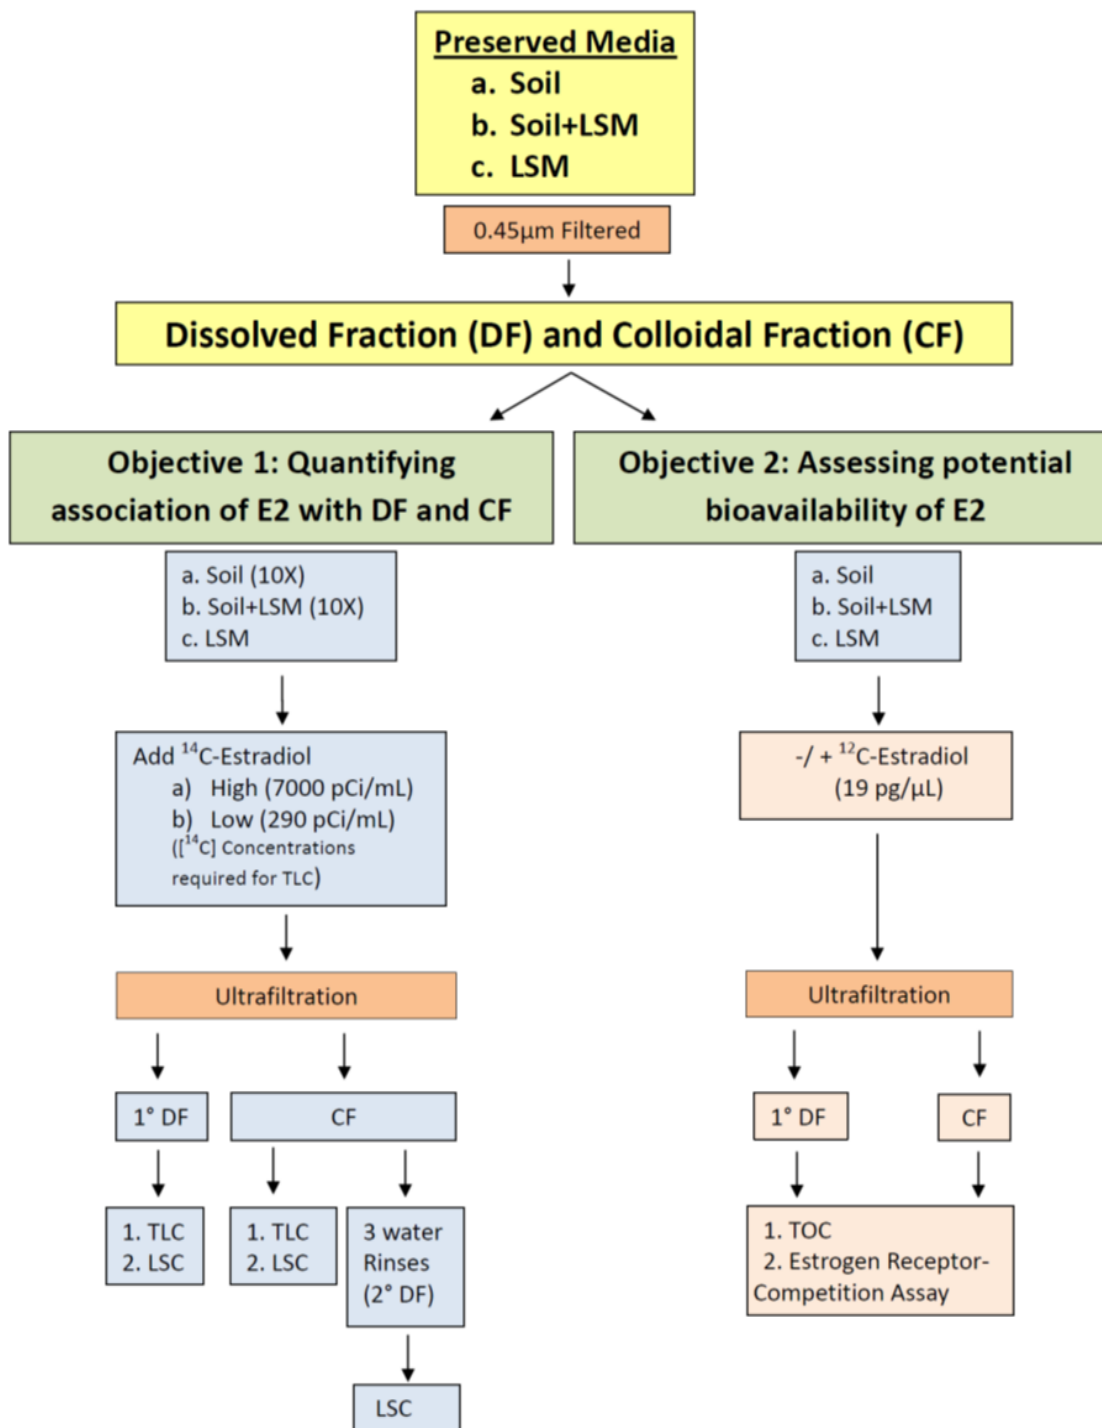 Preserved Media
a. Soil
b. Soil+LSM
c. LSM
0.45µm Filtered
Dissolved Fraction (DF) and Colloidal Fraction (CF)
Objective 1: Quantifying
association of E2 with DF and CF
Objective 2: Assessing potential
bioavailability of E2
a. Soil (10X)
b. Soil+LSM (10X)
c. LSM
a. Soil
b. Soil+LSM
c. LSM
Add ¹⁴C-Estradiol
a) High (7000 pCi/mL)
b) Low (290 pCi/mL)
([¹⁴C] Concentrations
required for TLC)
-/ + ¹²C-Estradiol
(19 pg/µL)
Ultrafiltration
Ultrafiltration
1° DF
CF
1° DF
CF
1. TLC
2. LSC
1. TLC
2. LSC
3 water
Rinses
(2° DF)
1. TOC
2. Estrogen Receptor-
Competition Assay
LSC